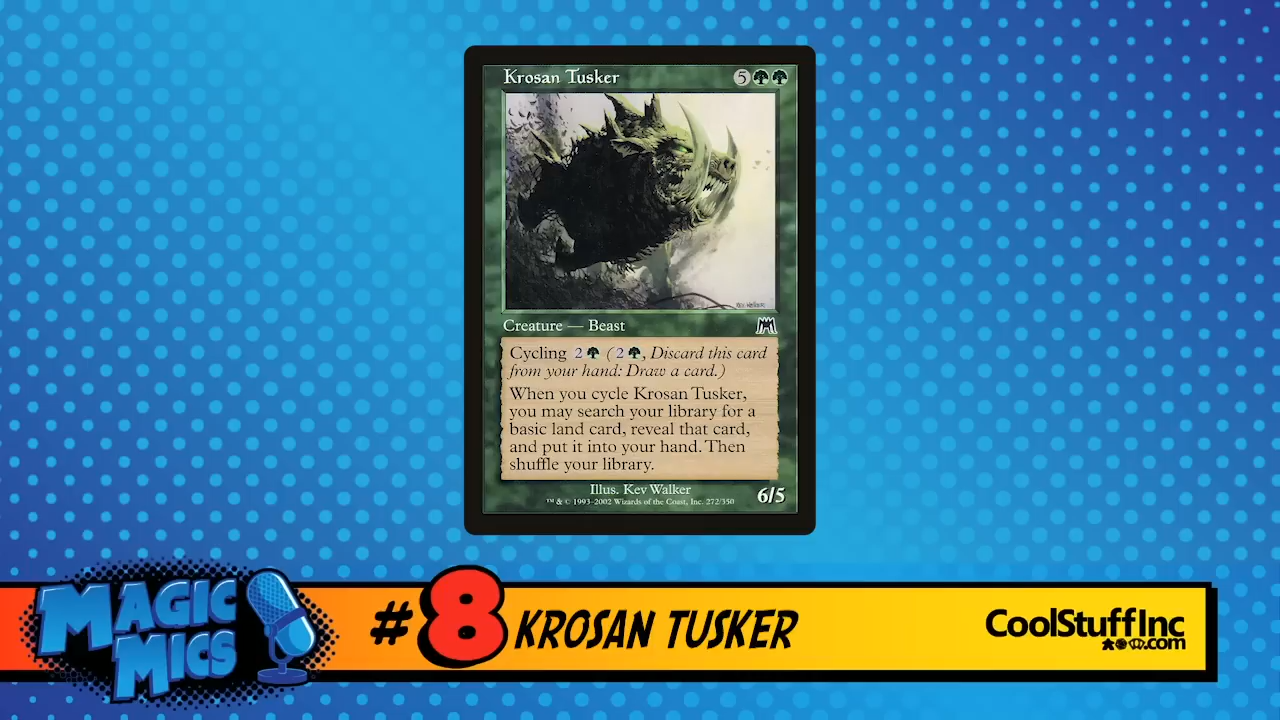 Krosan Tusker 5
KEV WALKER
Creature — Beast
Cycling 2 (2, Discard this card
from your hand: Draw a card.)
When you cycle Krosan Tusker,
you may search your library for a
basic land card, reveal that card,
and put it into your hand. Then
shuffle your library.
Illus. Kev Walker
™ & © 1993–2002 Wizards of the Coast, Inc. 272/350
6/5
MAGIC
MICS
#8 KROSAN TUSKER
CoolStuffInc
.com